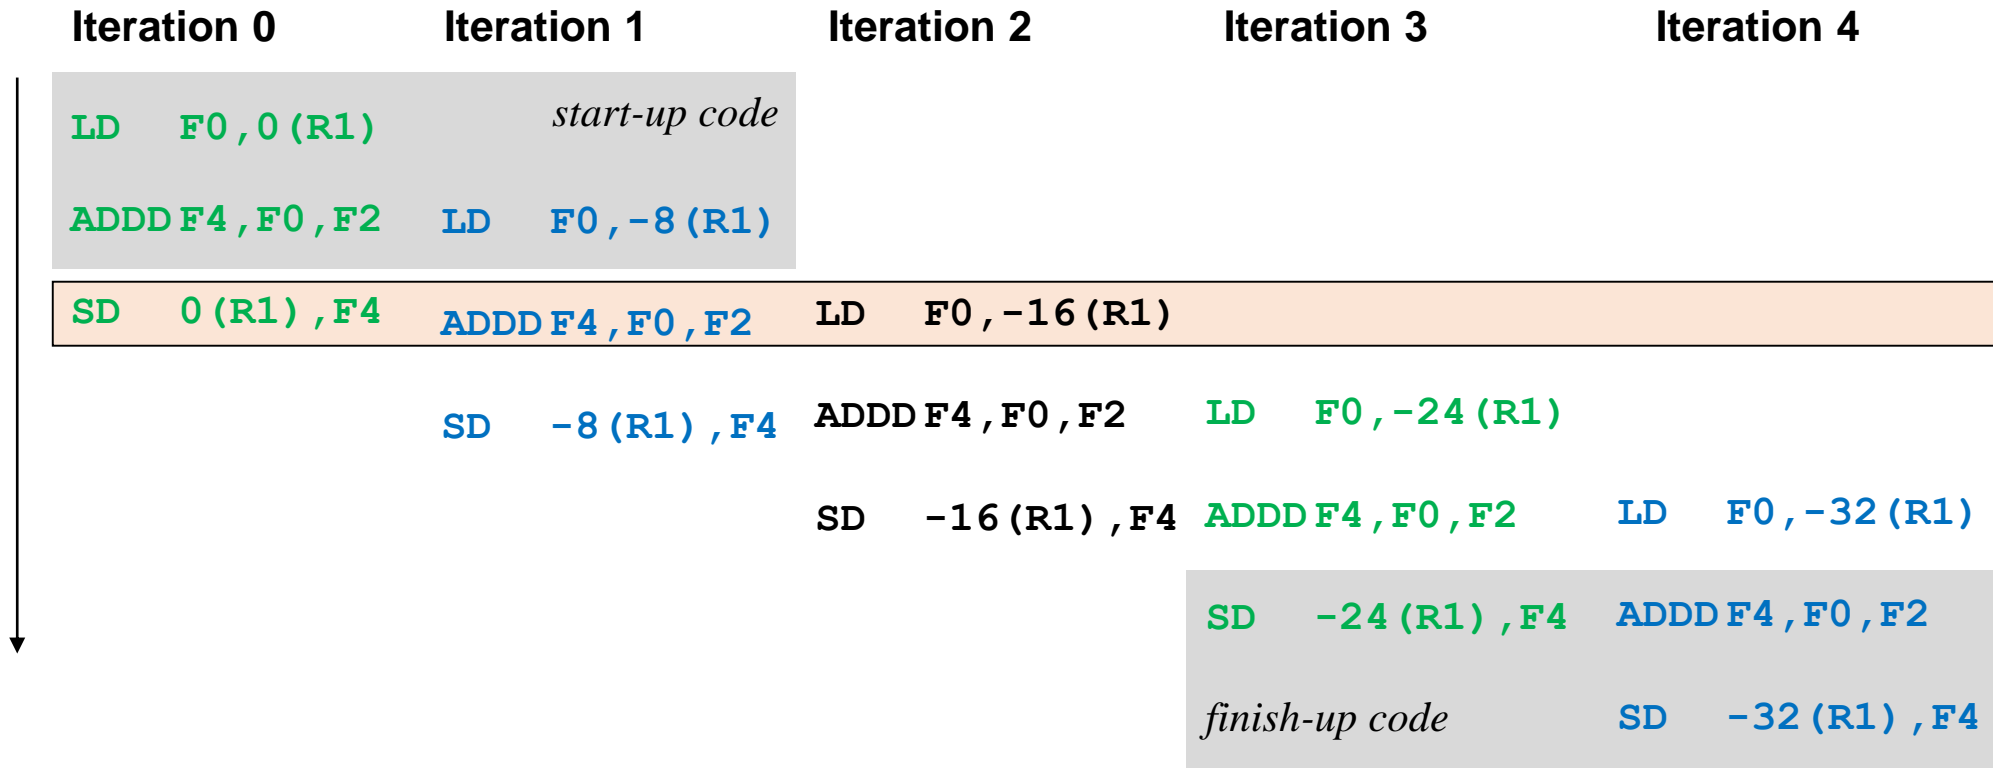 Iteration 0 Iteration 1 Iteration 2 Iteration 3 Iteration 4
LD F0,0(R1) start-up code
ADDD F4,F0,F2 LD F0,-8(R1)
SD 0(R1),F4 ADDD F4,F0,F2 LD F0,-16(R1)
SD -8(R1),F4 ADDD F4,F0,F2 LD F0,-24(R1)
SD -16(R1),F4 ADDD F4,F0,F2 LD F0,-32(R1)
SD -24(R1),F4 ADDD F4,F0,F2
finish-up code SD -32(R1),F4